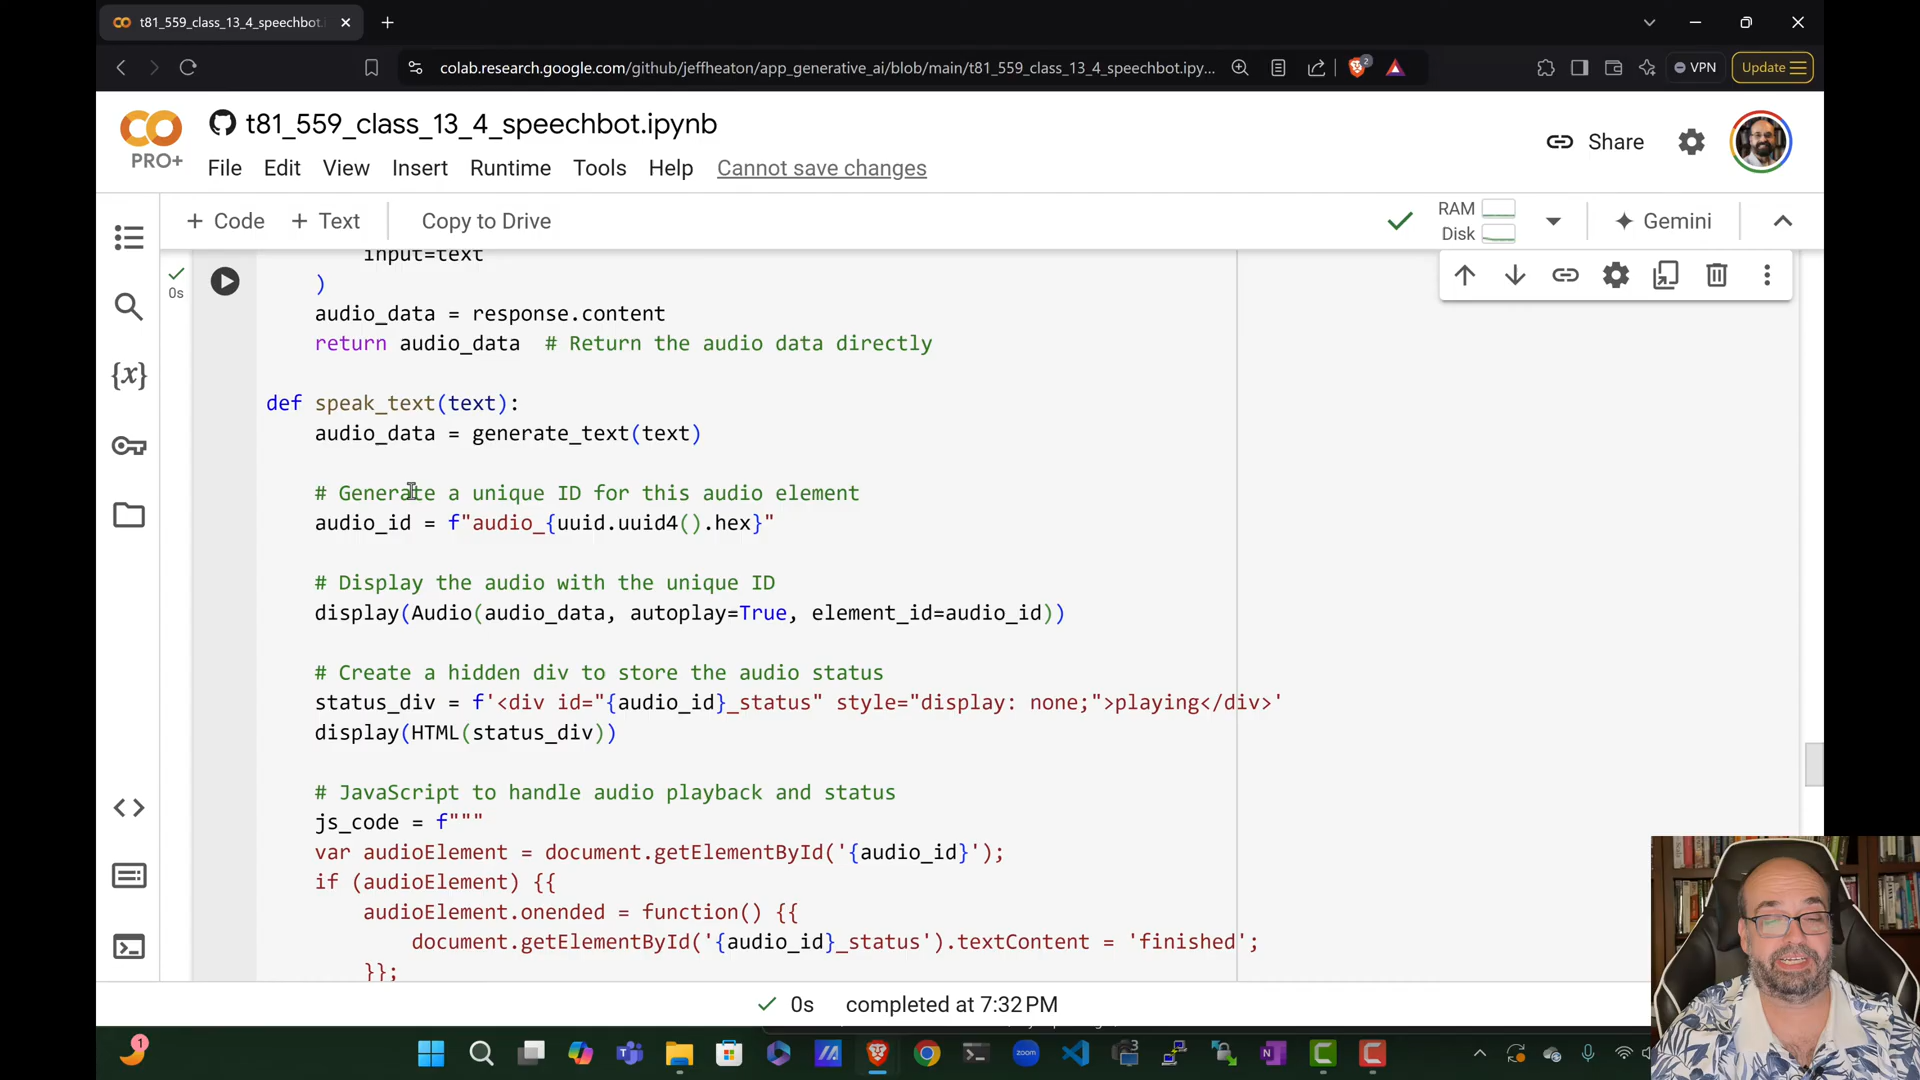 t81_559_class_13_4_speechbot.i
colab.research.google.com/github/jeffheaton/app_generative_ai/blob/main/t81_559_class_13_4_speechbot.ipy...
2
VPN
Update
CO
PRO+
t81_559_class_13_4_speechbot.ipynb
Share
File Edit View Insert Runtime Tools Help Cannot save changes
+ Code + Text Copy to Drive
RAM
Disk
Gemini
0s
input=text
)
audio_data = response.content
return audio_data # Return the audio data directly
def speak_text(text):
audio_data = generate_text(text)
# Generate a unique ID for this audio element
audio_id = f"audio_{uuid.uuid4().hex}"
# Display the audio with the unique ID
display(Audio(audio_data, autoplay=True, element_id=audio_id))
# Create a hidden div to store the audio status
status_div = f'<div id="{audio_id}_status" style="display: none;">playing</div>'
display(HTML(status_div))
# JavaScript to handle audio playback and status
js_code = f"""
var audioElement = document.getElementById('{audio_id}');
if (audioElement) {{
audioElement.onended = function() {{
document.getElementById('{audio_id}_status').textContent = 'finished';
}};
{x}
0s completed at 7:32 PM
1
zoom
3